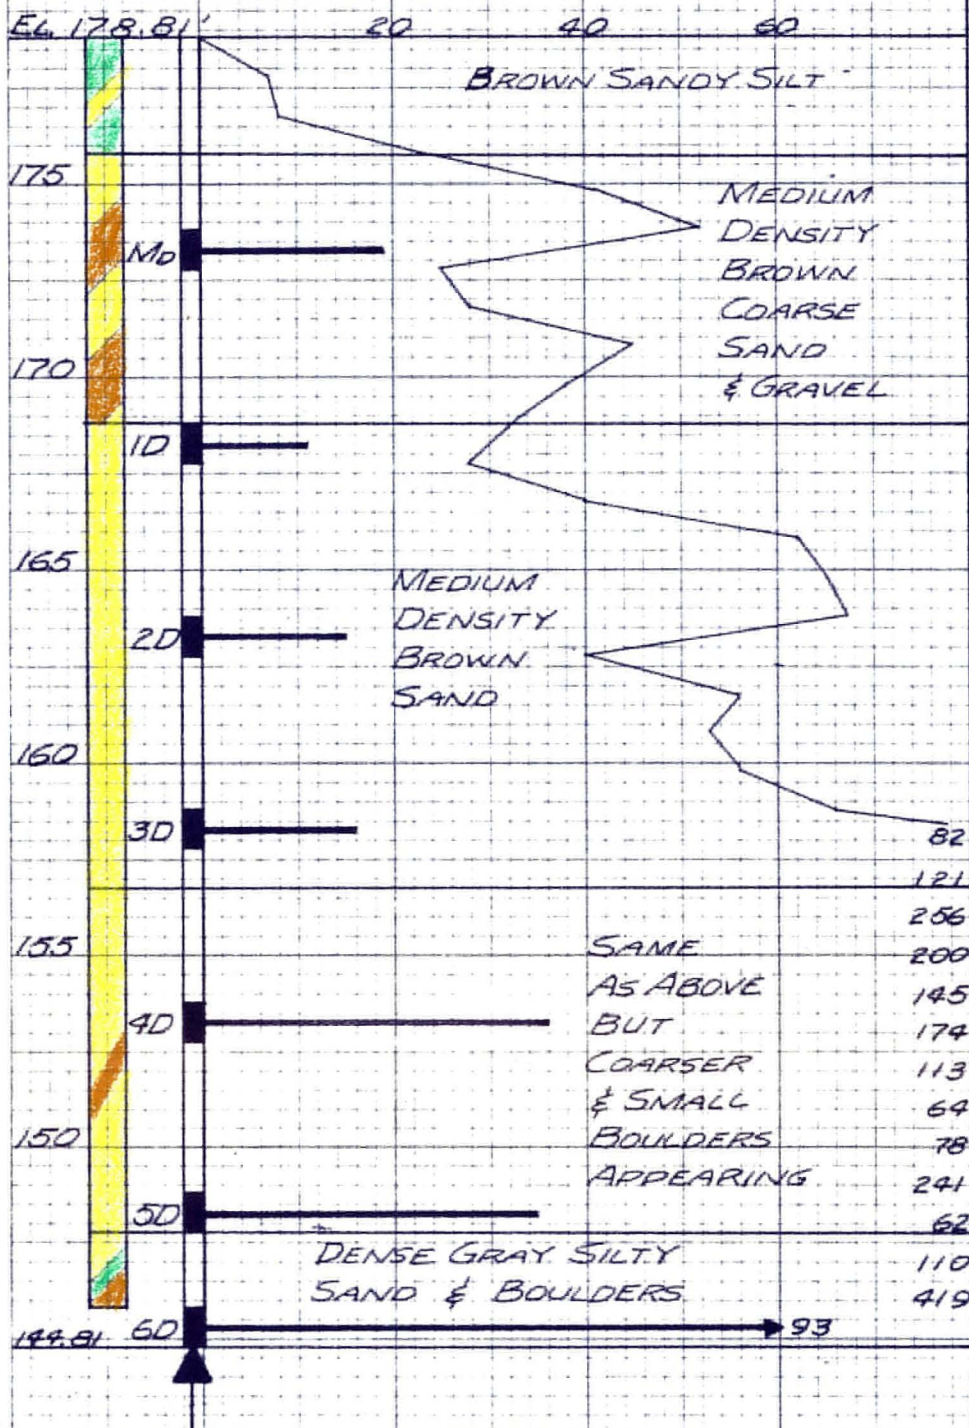 EL. 178.81' 20 40 60
BROWN SANDY SILT
175
MEDIUM
DENSITY
BROWN
COARSE
SAND
& GRAVEL
MD
170
1D
165
MEDIUM
DENSITY
BROWN
SAND
2D
160
3D
82
121
256
155
200
SAME
AS ABOVE
BUT
COARSER
& SMALL
BOULDERS
APPEARING
145
4D
174
113
64
150
78
241
5D
62
DENSE GRAY SILTY
SAND & BOULDERS
110
419
144.81 6D 93